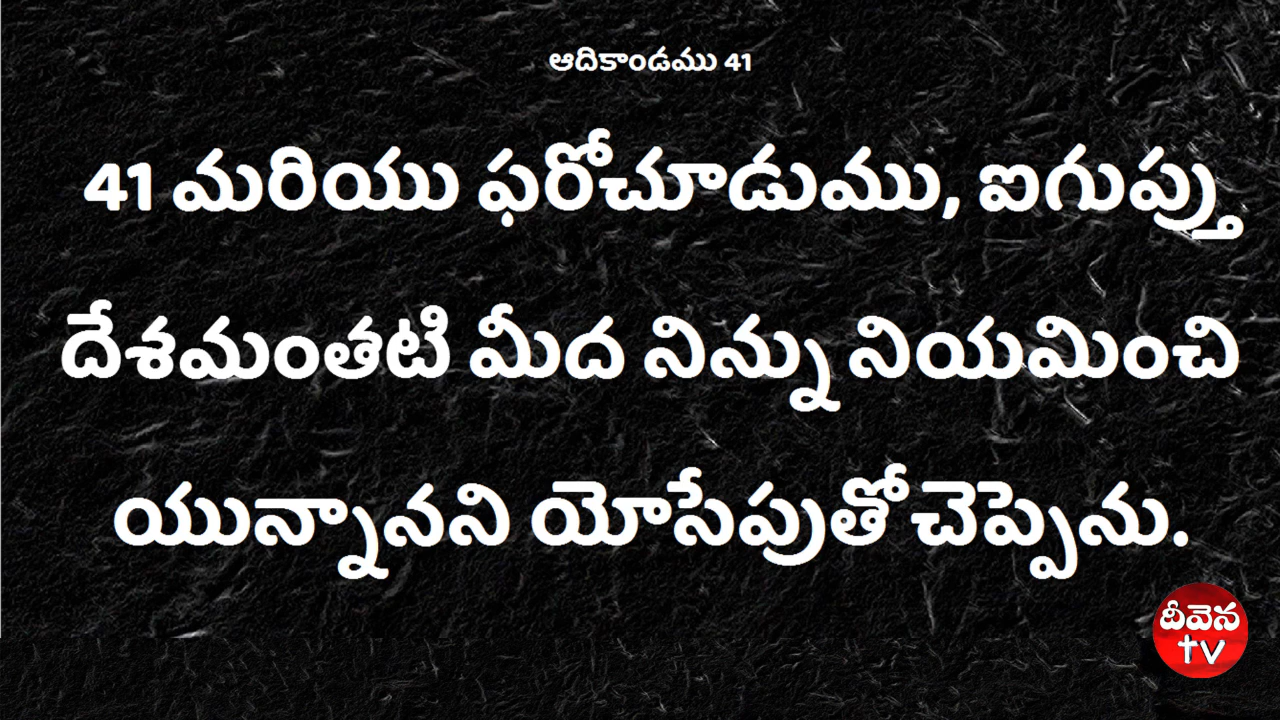 ఆదికాండము 41
41 మరియు ఫరోచూడుము, ఐగుప్తు
దేశమంతటి మీద నిన్ను నియమించి
యున్నానని యోసేపుతో చెప్పెను.
దీవెన
tv